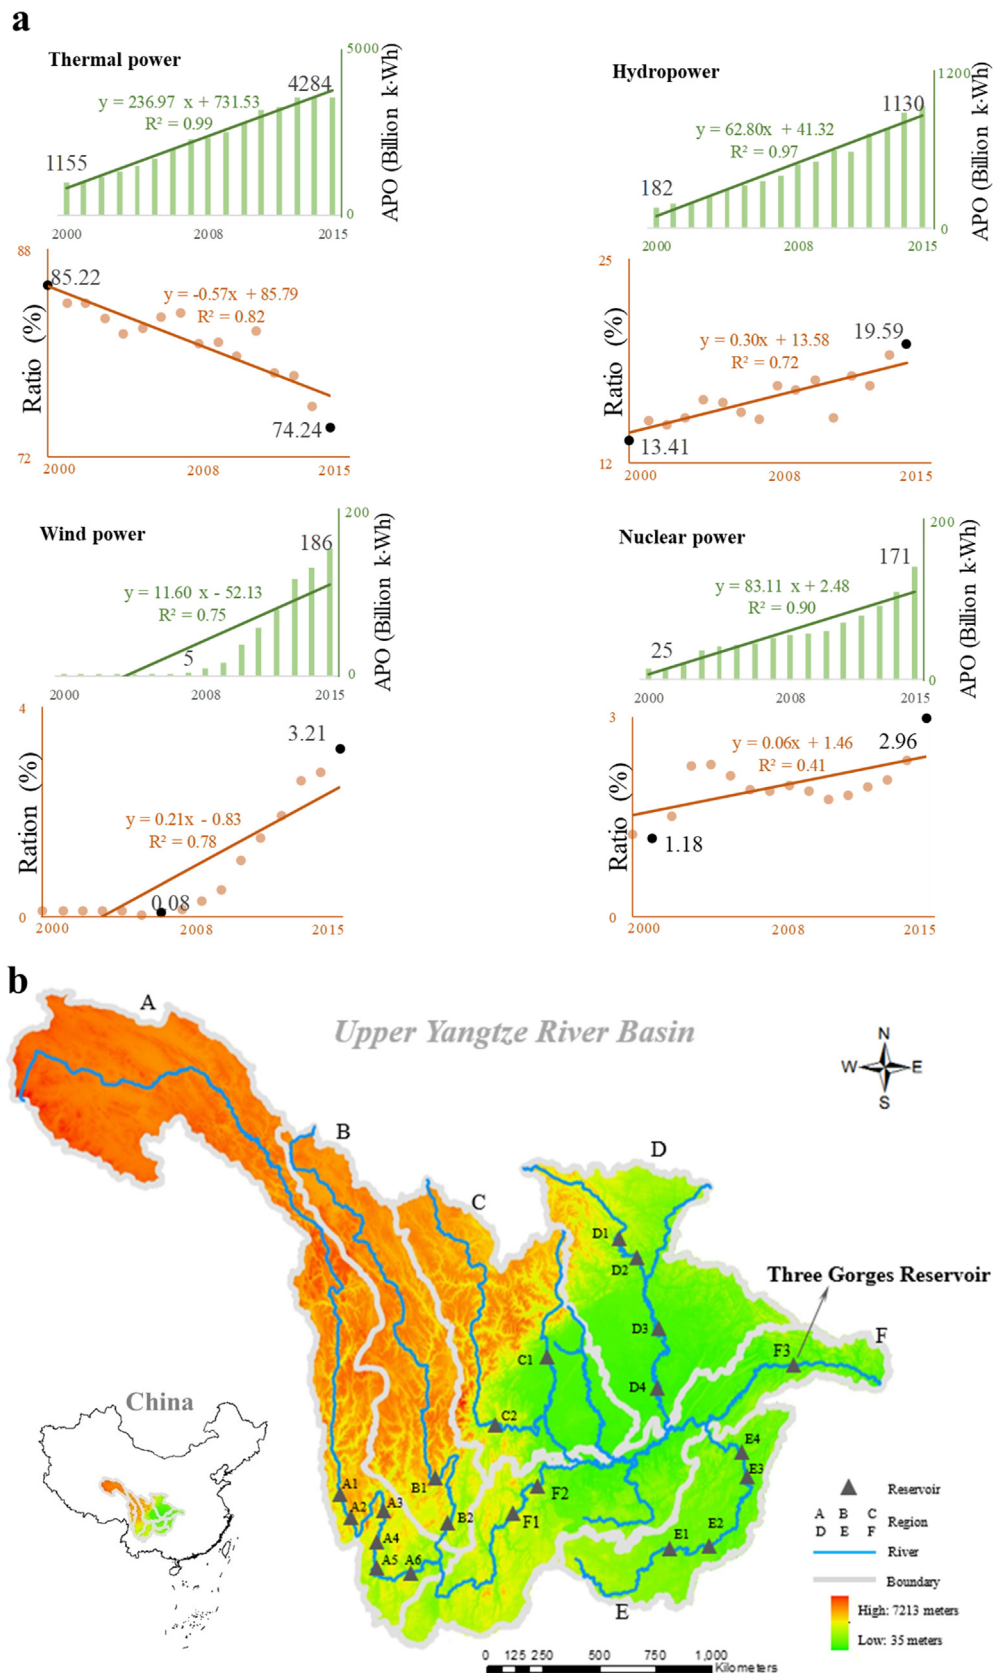 a
Thermal power
5000
4284
y = 236.97 x + 731.53
R² = 0.99
1155
0
APO (Billion k·Wh)
2000 2008 2015
88
85.22
y = -0.57x + 85.79
R² = 0.82
74.24
72
Ratio (%)
2000 2008 2015
Hydropower
1200
1130
y = 62.80x + 41.32
R² = 0.97
182
0
APO (Billion k·Wh)
2000 2008 2015
25
19.59
y = 0.30x + 13.58
R² = 0.72
13.41
12
Ratio (%)
2000 2008 2015
Wind power
200
186
y = 11.60 x - 52.13
R² = 0.75
5
0
APO (Billion k·Wh)
2000 2008 2015
4
3.21
y = 0.21x - 0.83
R² = 0.78
0.08
0
Ration (%)
2000 2008 2015
Nuclear power
200
171
y = 83.11 x + 2.48
R² = 0.90
25
0
APO (Billion k·Wh)
2000 2008 2015
3
2.96
y = 0.06x + 1.46
R² = 0.41
1.18
0
Ratio (%)
2000 2008 2015
b
A
Upper Yangtze River Basin
N
W E
S
B
D
C
D1
D2
Three Gorges Reservoir
D3
F
F3
C1
D4
China
C2
E4
E3
B1
A1
A2
A3
F2
B2
F1
A4
E1
E2
A5
A6
E
Reservoir
A B C
D E F
Region
River
Boundary
High: 7213 meters
Low: 35 meters
0 125 250 500 750 1,000
Kilometers